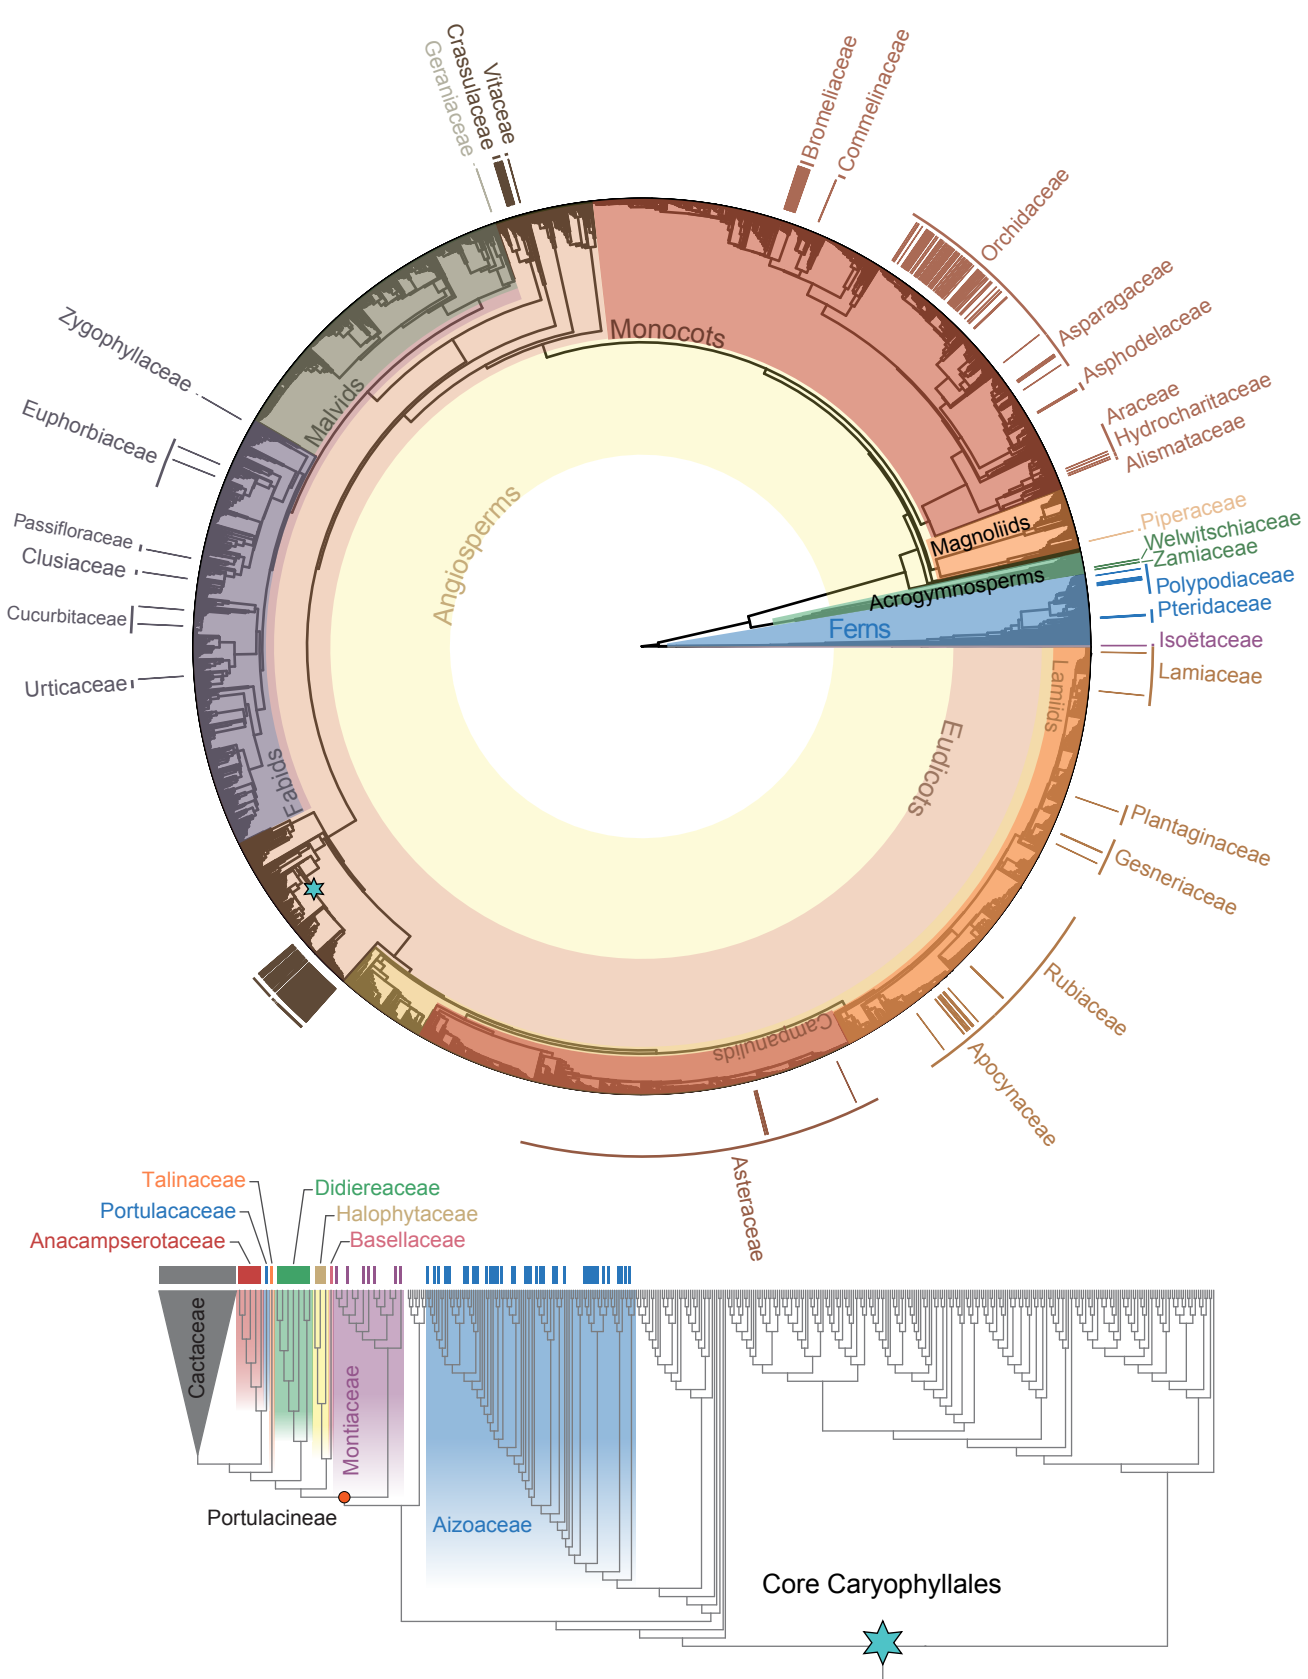 Geraniaceae
Crassulaceae
Vitaceae
Bromeliaceae
Commelinaceae
Orchidaceae
Asparagaceae
Asphodelaceae
Araceae
Hydrocharitaceae
Alismataceae
Piperaceae
Welwitschiaceae
Zamiaceae
Polypodiaceae
Pteridaceae
Isoëtaceae
Lamiaceae
Plantaginaceae
Gesneriaceae
Rubiaceae
Apocynaceae
Asteraceae
Zygophyllaceae
Euphorbiaceae
Passifloraceae
Clusiaceae
Cucurbitaceae
Urticaceae
Monocots
Malvids
Angiosperms
Magnoliids
Acrogymnosperms
Ferns
Lamiids
Eudicots
Fabids
Campanulids
Talinaceae
Didiereaceae
Portulacaceae
Halophytaceae
Anacampserotaceae
Basellaceae
Cactaceae
Montiaceae
Portulacineae
Aizoaceae
Core Caryophyllales